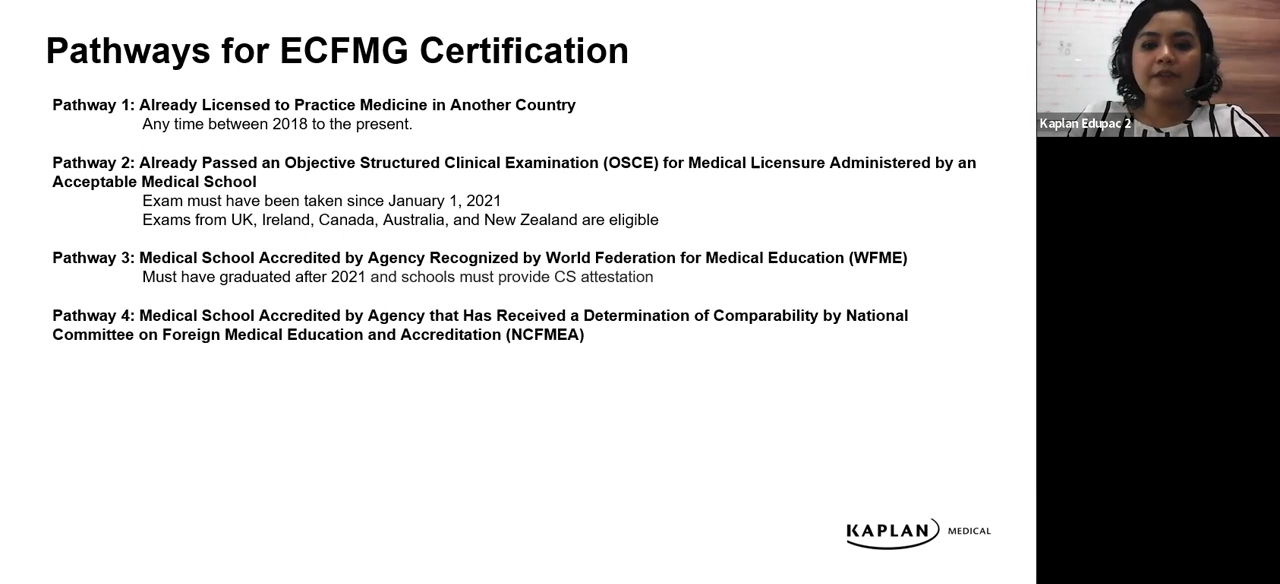 Pathways for ECFMG Certification
Pathway 1: Already Licensed to Practice Medicine in Another Country
Any time between 2018 to the present.
Pathway 2: Already Passed an Objective Structured Clinical Examination (OSCE) for Medical Licensure Administered by an
Acceptable Medical School
Exam must have been taken since January 1, 2021
Exams from UK, Ireland, Canada, Australia, and New Zealand are eligible
Pathway 3: Medical School Accredited by Agency Recognized by World Federation for Medical Education (WFME)
Must have graduated after 2021 and schools must provide CS attestation
Pathway 4: Medical School Accredited by Agency that Has Received a Determination of Comparability by National
Committee on Foreign Medical Education and Accreditation (NCFMEA)
KAPLAN MEDICAL
Kaplan Edupac 2